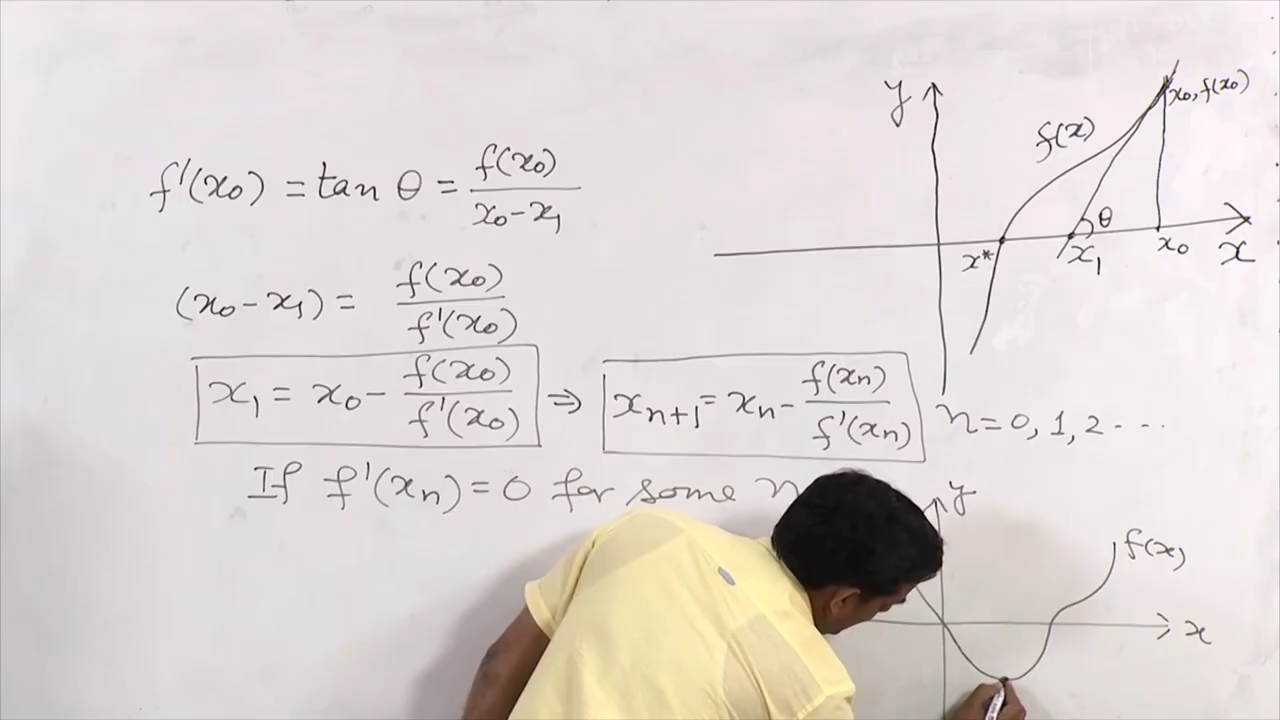 f'(x₀) = tan θ = f(x₀)/(x₀-x₁)
(x₀-x₁) = f(x₀)/f'(x₀)
x₁ = x₀ - f(x₀)/f'(x₀) ⇒ xₙ₊₁ = xₙ - f(xₙ)/f'(xₙ) n = 0, 1, 2 - - -
If f'(xₙ) = 0 for some n
y
x₀, f(x₀)
f(x)
θ
x* x₁ x₀ x
y
f(x)
x